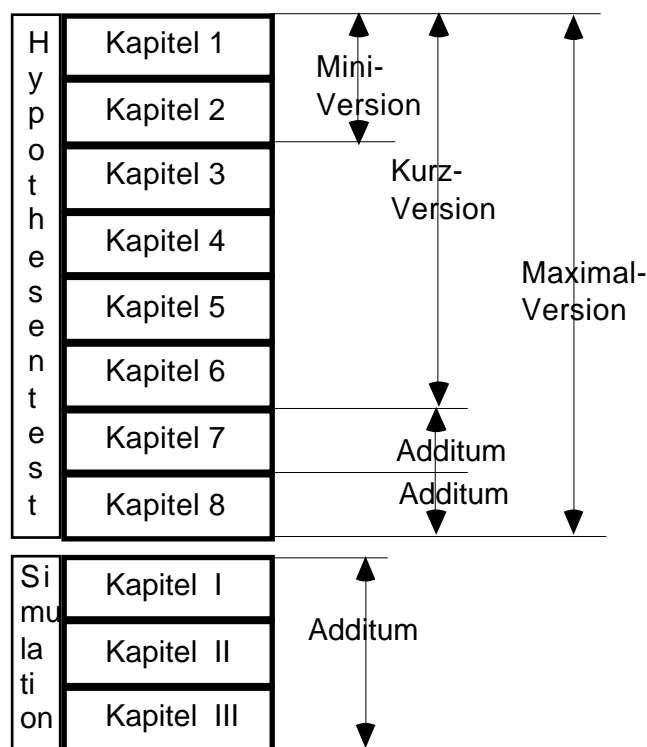 Hypothesentest
Kapitel 1
Kapitel 2
Kapitel 3
Kapitel 4
Kapitel 5
Kapitel 6
Kapitel 7
Kapitel 8
Mini-
Version
Kurz-
Version
Maximal-
Version
Additum
Additum
Si
mu
la
ti
on
Kapitel I
Kapitel II
Kapitel III
Additum